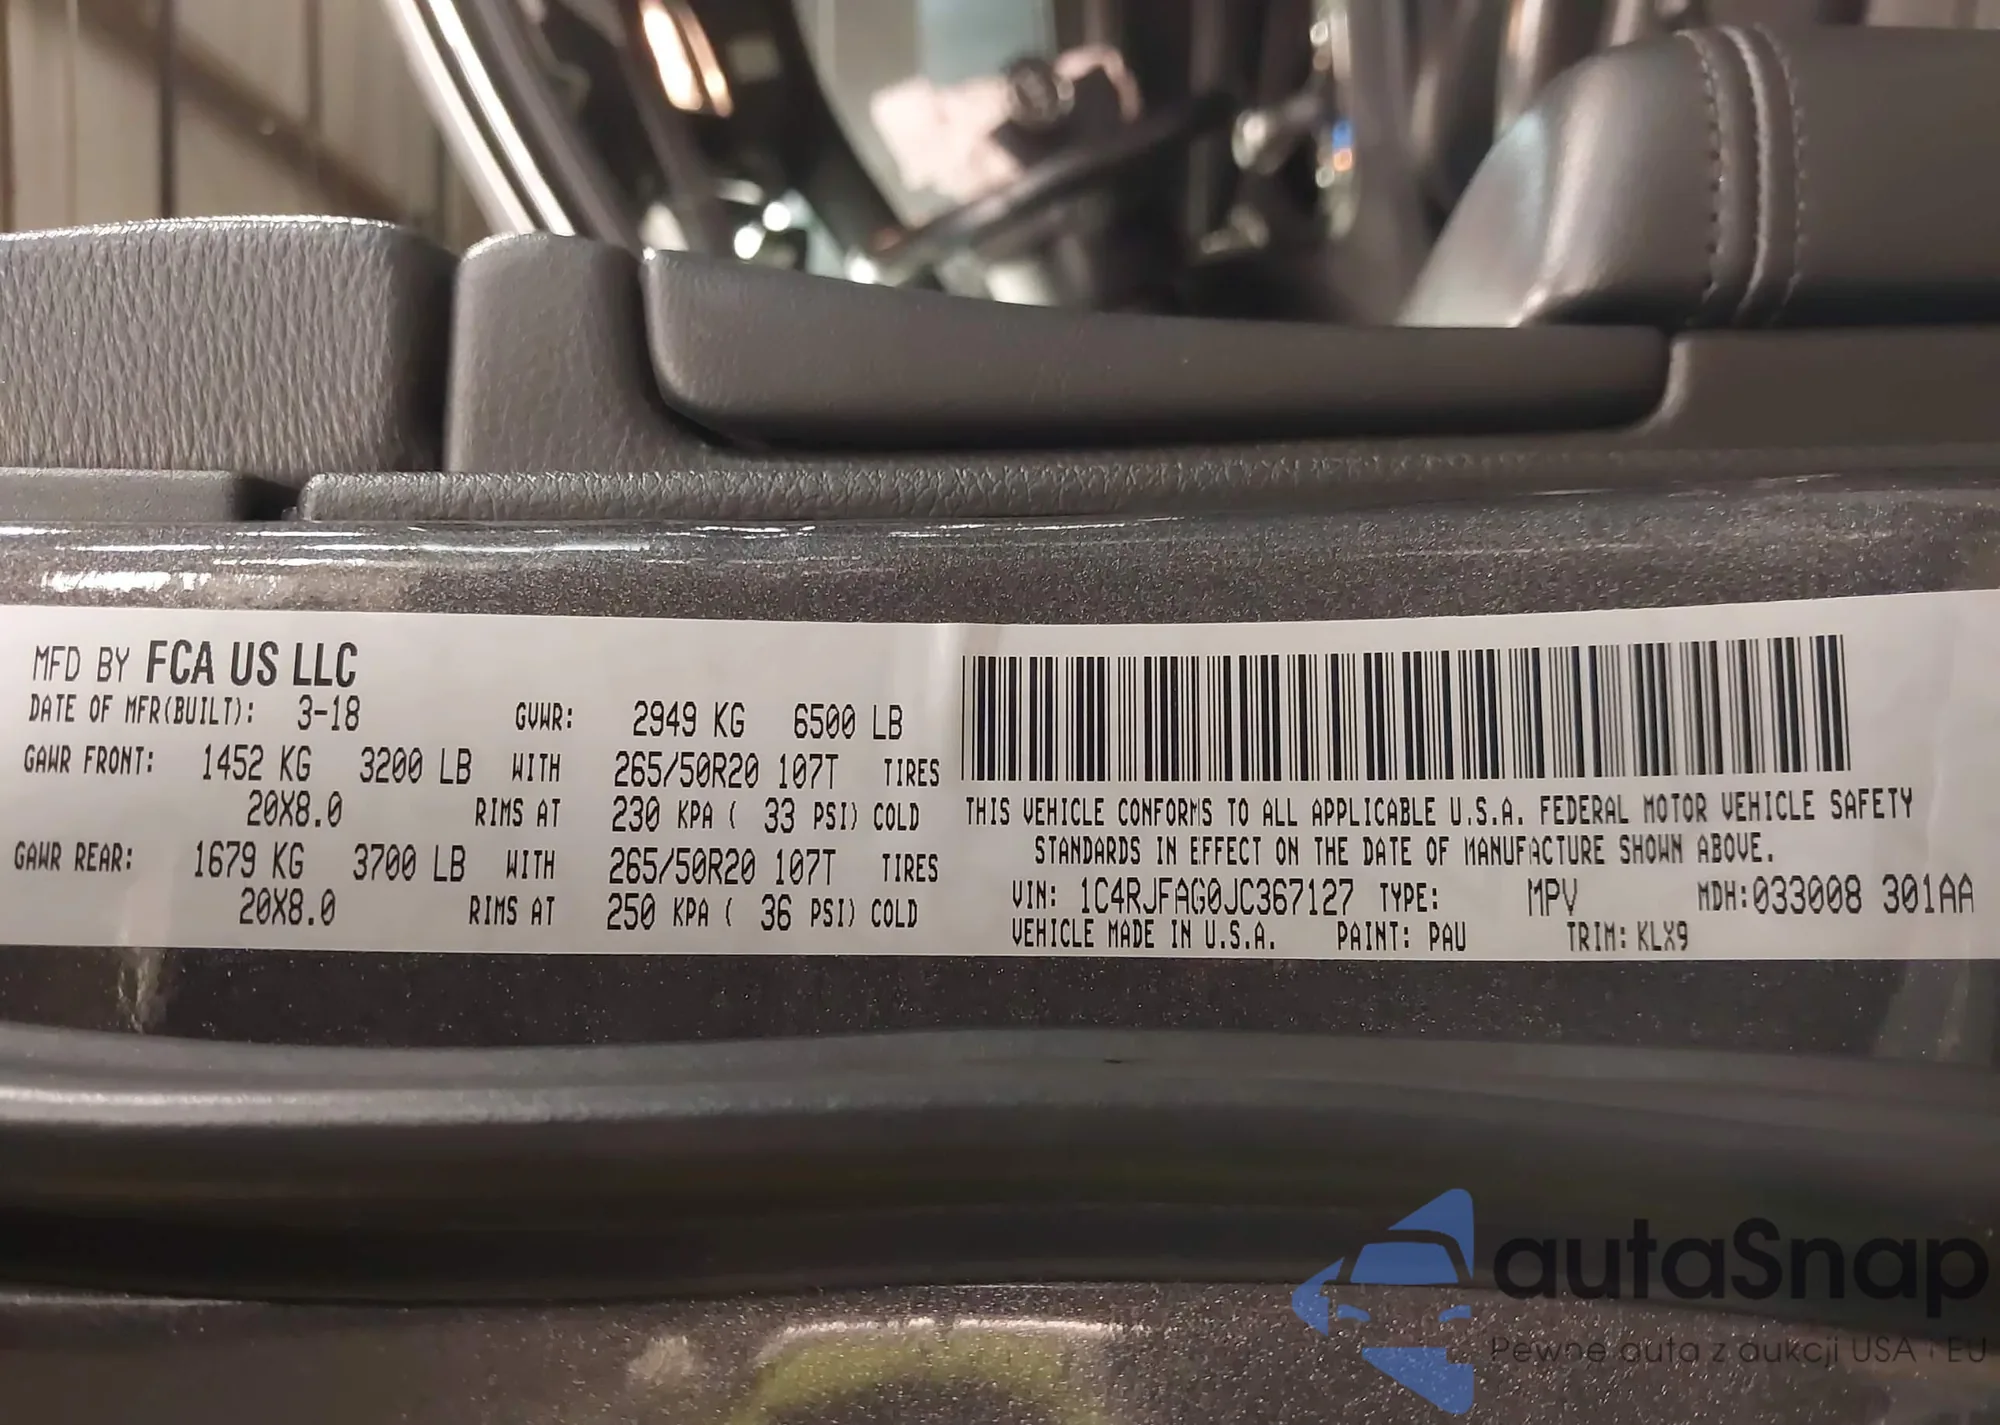 MFD BY FCA US LLC
DATE OF MFR(BUILT): 3-18 GVWR: 2949 KG 6500 LB
GAWR FRONT: 1452 KG 3200 LB WITH 265/50R20 107T TIRES
20X8.0 RIMS AT 230 KPA ( 33 PSI) COLD
GAWR REAR: 1679 KG 3700 LB WITH 265/50R20 107T TIRES
20X8.0 RIMS AT 250 KPA ( 36 PSI) COLD
THIS VEHICLE CONFORMS TO ALL APPLICABLE U.S.A. FEDERAL MOTOR VEHICLE SAFETY
STANDARDS IN EFFECT ON THE DATE OF MANUFACTURE SHOWN ABOVE.
VIN: 1C4RJFAG0JC367127 TYPE: MPV MDH:033008 301AA
VEHICLE MADE IN U.S.A. PAINT: PAU TRIM: KLX9
autaSnap
Pewne auta z aukcji USA i EU